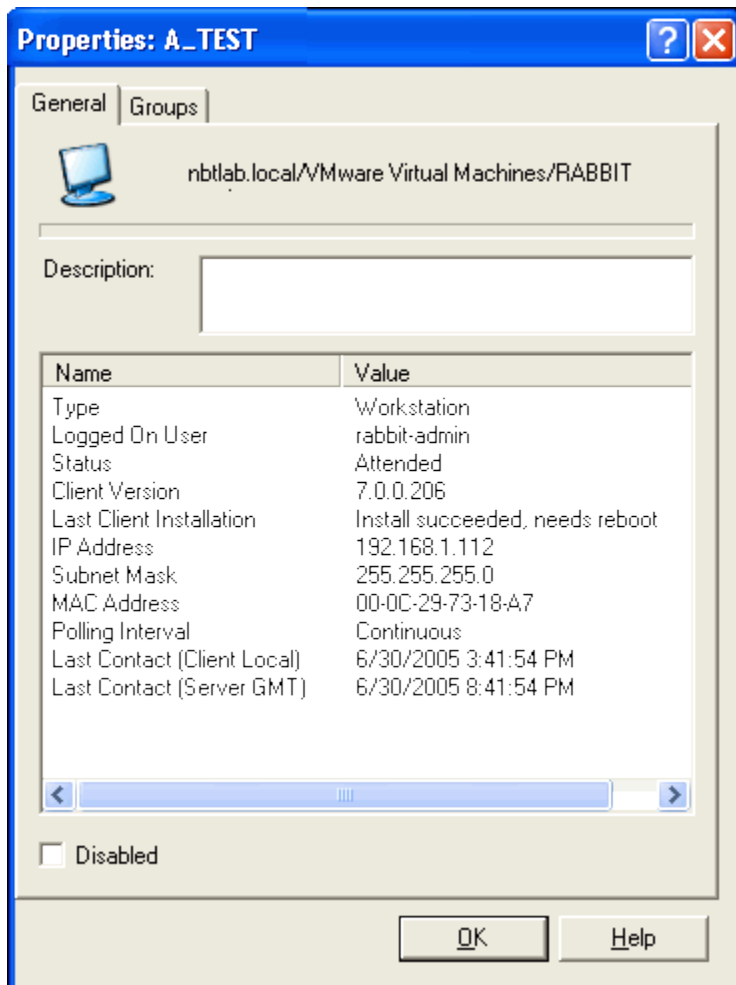 Properties: A_TEST
General Groups
nbtlab.local/VMware Virtual Machines/RABBIT
Description:
Name Value
Type Workstation
Logged On User rabbit-admin
Status Attended
Client Version 7.0.0.206
Last Client Installation Install succeeded, needs reboot
IP Address 192.168.1.112
Subnet Mask 255.255.255.0
MAC Address 00-0C-29-73-18-A7
Polling Interval Continuous
Last Contact (Client Local) 6/30/2005 3:41:54 PM
Last Contact (Server GMT) 6/30/2005 8:41:54 PM
Disabled
OK Help